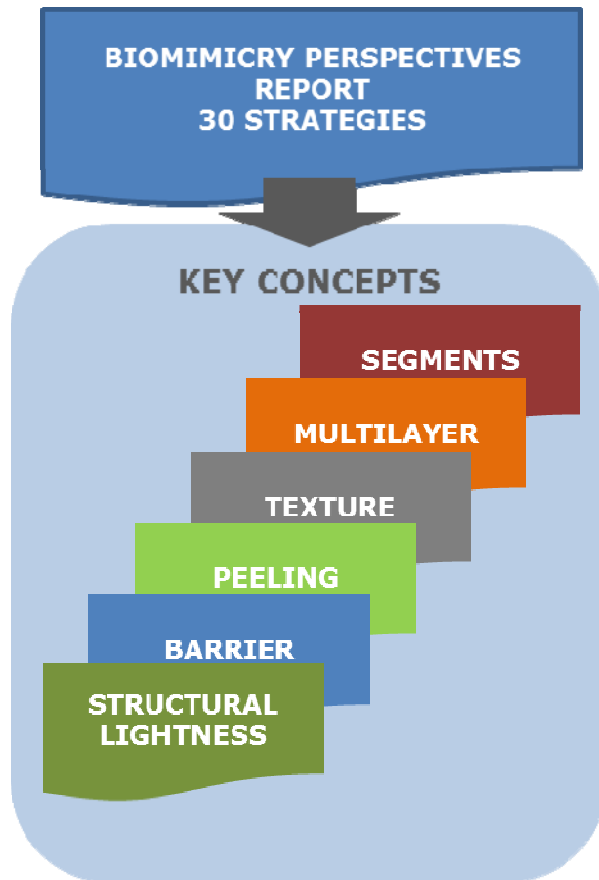 BIOMIMICRY PERSPECTIVES
REPORT
30 STRATEGIES
KEY CONCEPTS
SEGMENTS
MULTILAYER
TEXTURE
PEELING
BARRIER
STRUCTURAL
LIGHTNESS